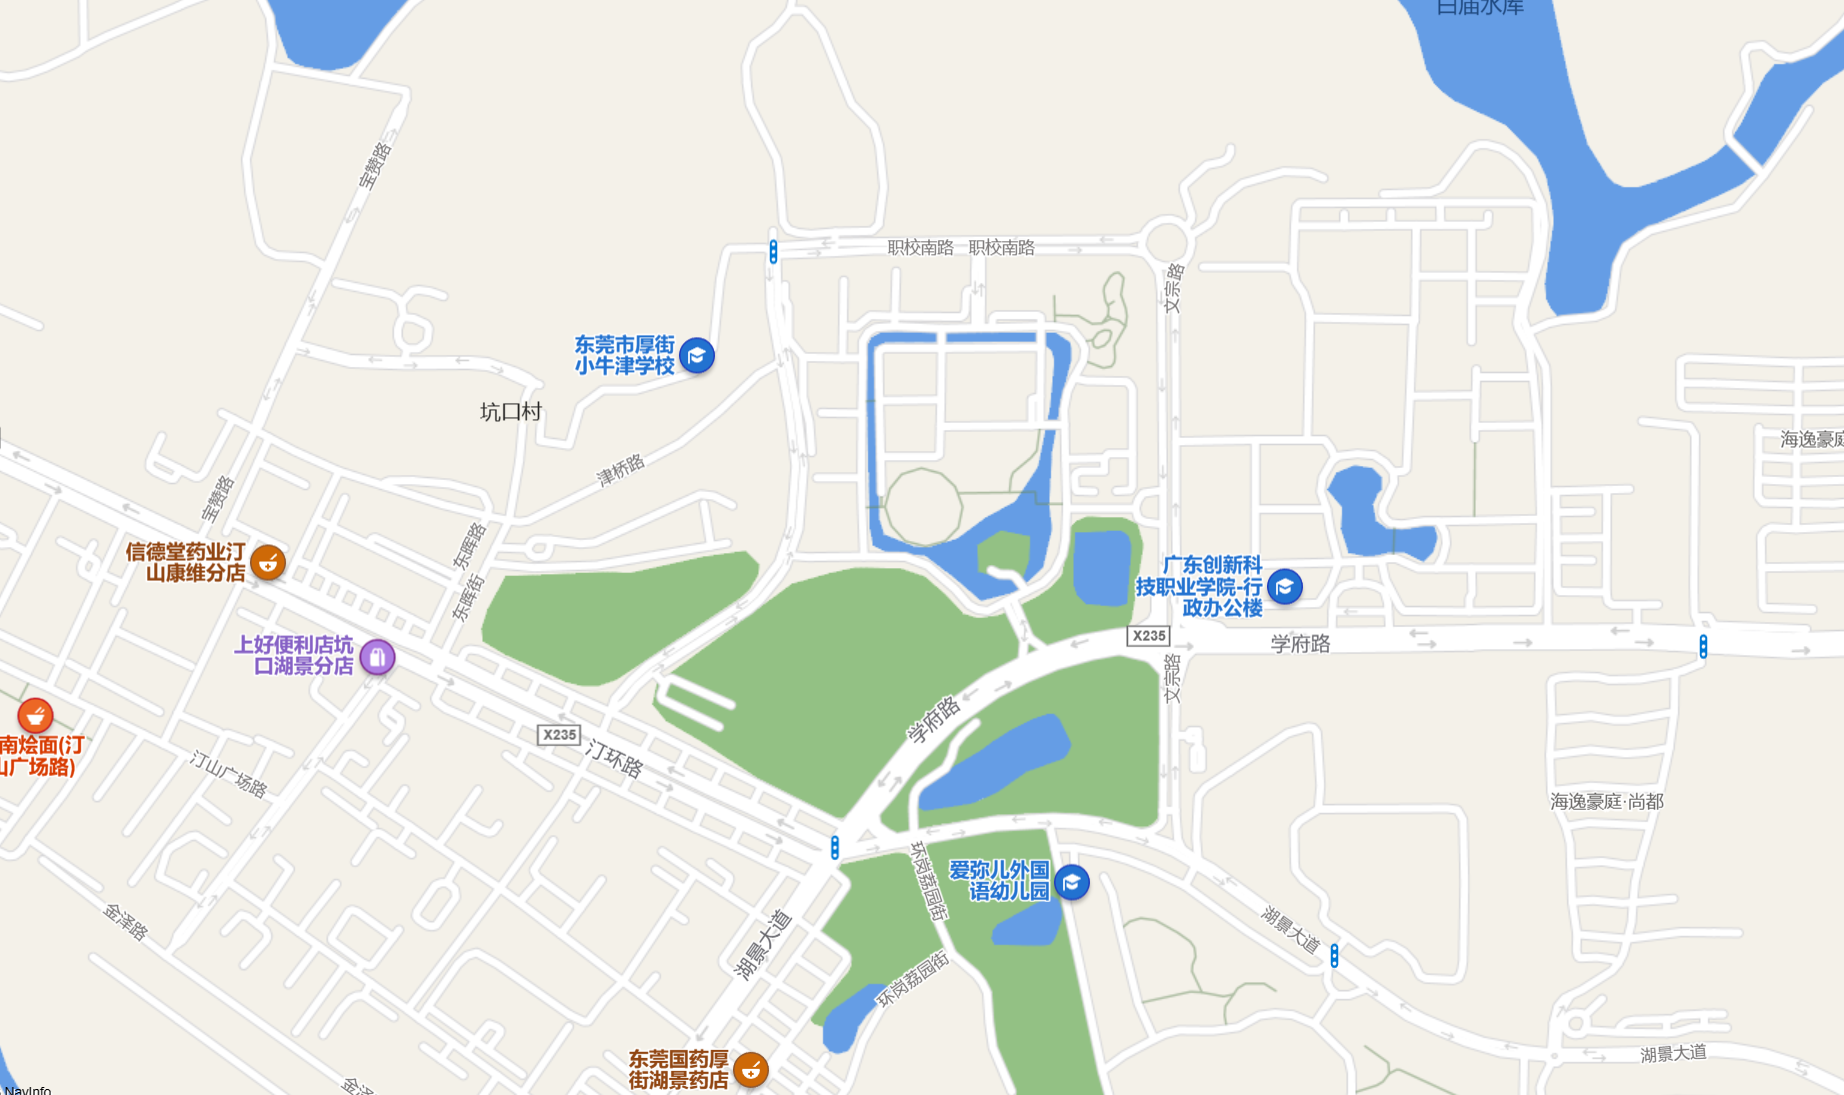 白庙水库
宝赞路
职校南路
职校南路
文宗路
东莞市厚街
小牛津学校
坑口村
海逸豪庭
津桥路
宝赞路
东晖路
信德堂药业汀
山康维分店
东晖街
广东创新科
技职业学院-行
政办公楼
X235
学府路
上好便利店坑
口湖景分店
文宗路
南烩面(汀
山广场路)
X235
学府路
汀环路
汀山广场路
海逸豪庭·尚都
爱弥儿外国
语幼儿园
环岗荔园街
金泽路
湖景大道
湖景大道
环岗荔园街
湖景大道
东莞国药厚
街湖景药店
金泽
NavInfo